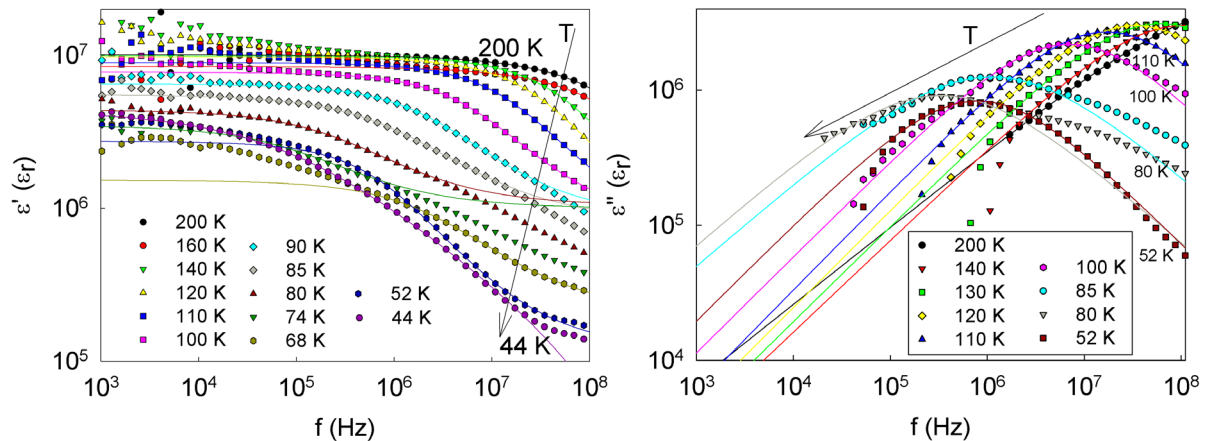 10⁷
10⁶
10⁵
ε' (εᵣ)
T
200 K
44 K
200 K
160 K
140 K
120 K
110 K
100 K
90 K
85 K
80 K
74 K
68 K
52 K
44 K
10³ 10⁴ 10⁵ 10⁶ 10⁷ 10⁸
f (Hz)
10⁶
10⁵
10⁴
ε'' (εᵣ)
T
110 K
100 K
80 K
52 K
200 K
140 K
130 K
120 K
110 K
100 K
85 K
80 K
52 K
10³ 10⁴ 10⁵ 10⁶ 10⁷ 10⁸
f (Hz)